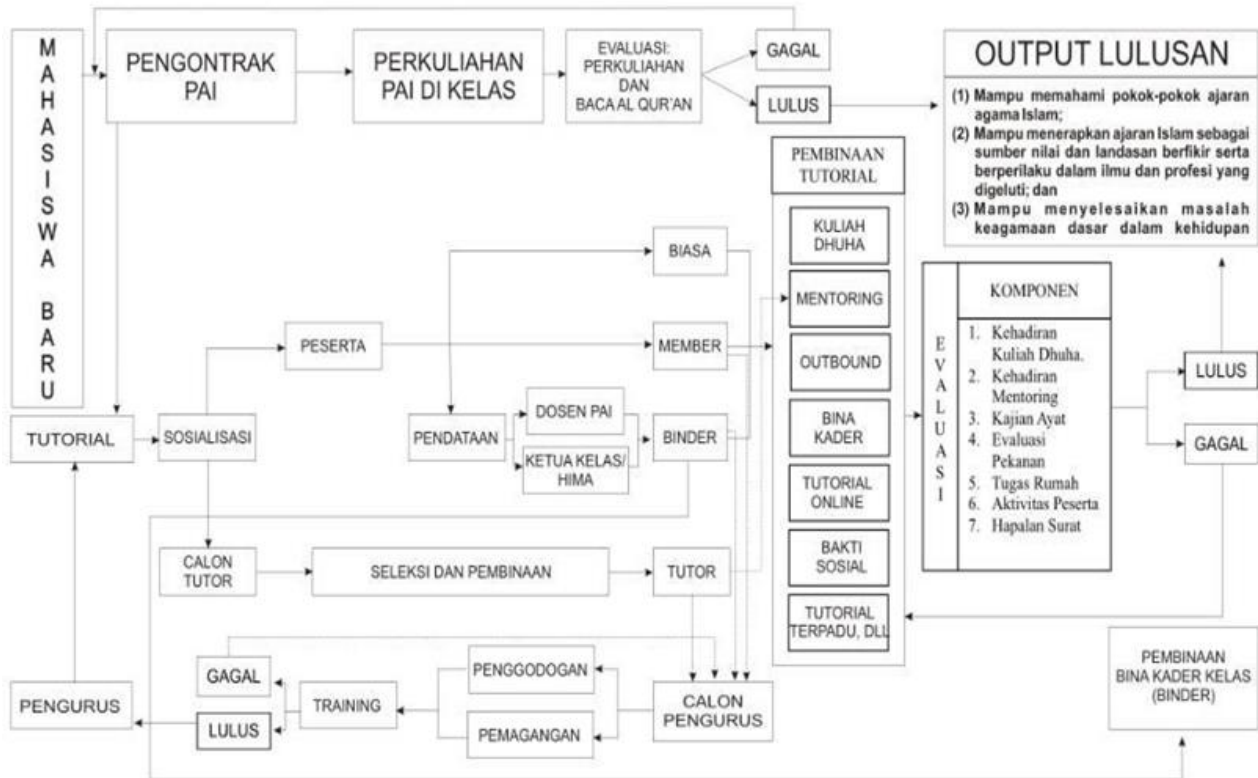 MAHASISWA BARU
PENGONTRAK
PAI
PERKULIAHAN
PAI DI KELAS
EVALUASI:
PERKULIAHAN
DAN
BACA AL QUR'AN
GAGAL
LULUS
OUTPUT LULUSAN
(1) Mampu memahami pokok-pokok ajaran
agama Islam;
(2) Mampu menerapkan ajaran Islam sebagai
sumber nilai dan landasan berfikir serta
berperilaku dalam ilmu dan profesi yang
digeluti; dan
(3) Mampu menyelesaikan masalah
keagamaan dasar dalam kehidupan
PEMBINAAN
TUTORIAL
KULIAH
DHUHA
MENTORING
OUTBOUND
BINA
KADER
TUTORIAL
ONLINE
BAKTI
SOSIAL
TUTORIAL
TERPADU, DLL
BIASA
PESERTA
MEMBER
TUTORIAL
SOSIALISASI
PENDATAAN
DOSEN PAI
KETUA KELAS/
HIMA
BINDER
EVALUASI
KOMPONEN
1. Kehadiran
Kuliah Dhuha.
2. Kehadiran
Mentoring
3. Kajian Ayat
4. Evaluasi
Pekanan
5. Tugas Rumah
6. Aktivitas Peserta
7. Hapalan Surat
LULUS
GAGAL
CALON
TUTOR
SELEKSI DAN PEMBINAAN
TUTOR
PENGURUS
GAGAL
LULUS
TRAINING
PENGGODOGAN
PEMAGANGAN
CALON
PENGURUS
PEMBINAAN
BINA KADER KELAS
(BINDER)